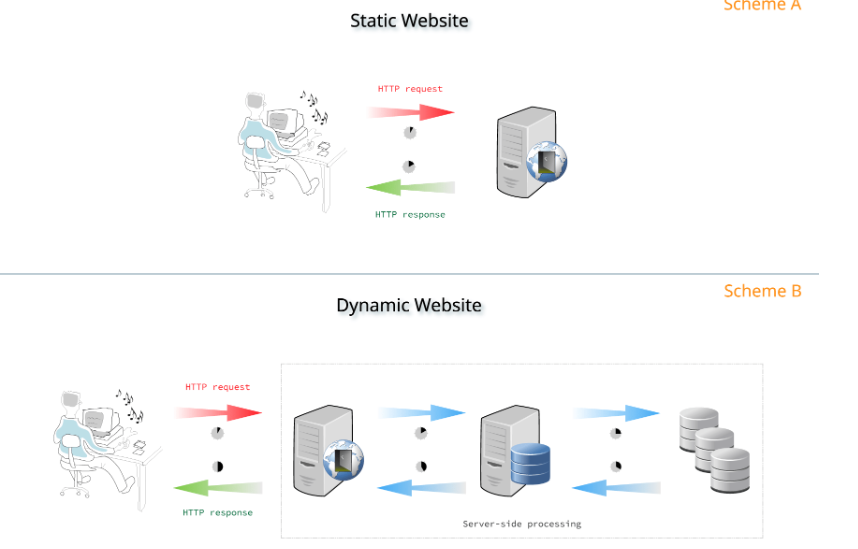 Scheme A
Static Website
HTTP request
HTTP response
Scheme B
Dynamic Website
HTTP request
HTTP response
Server-side processing